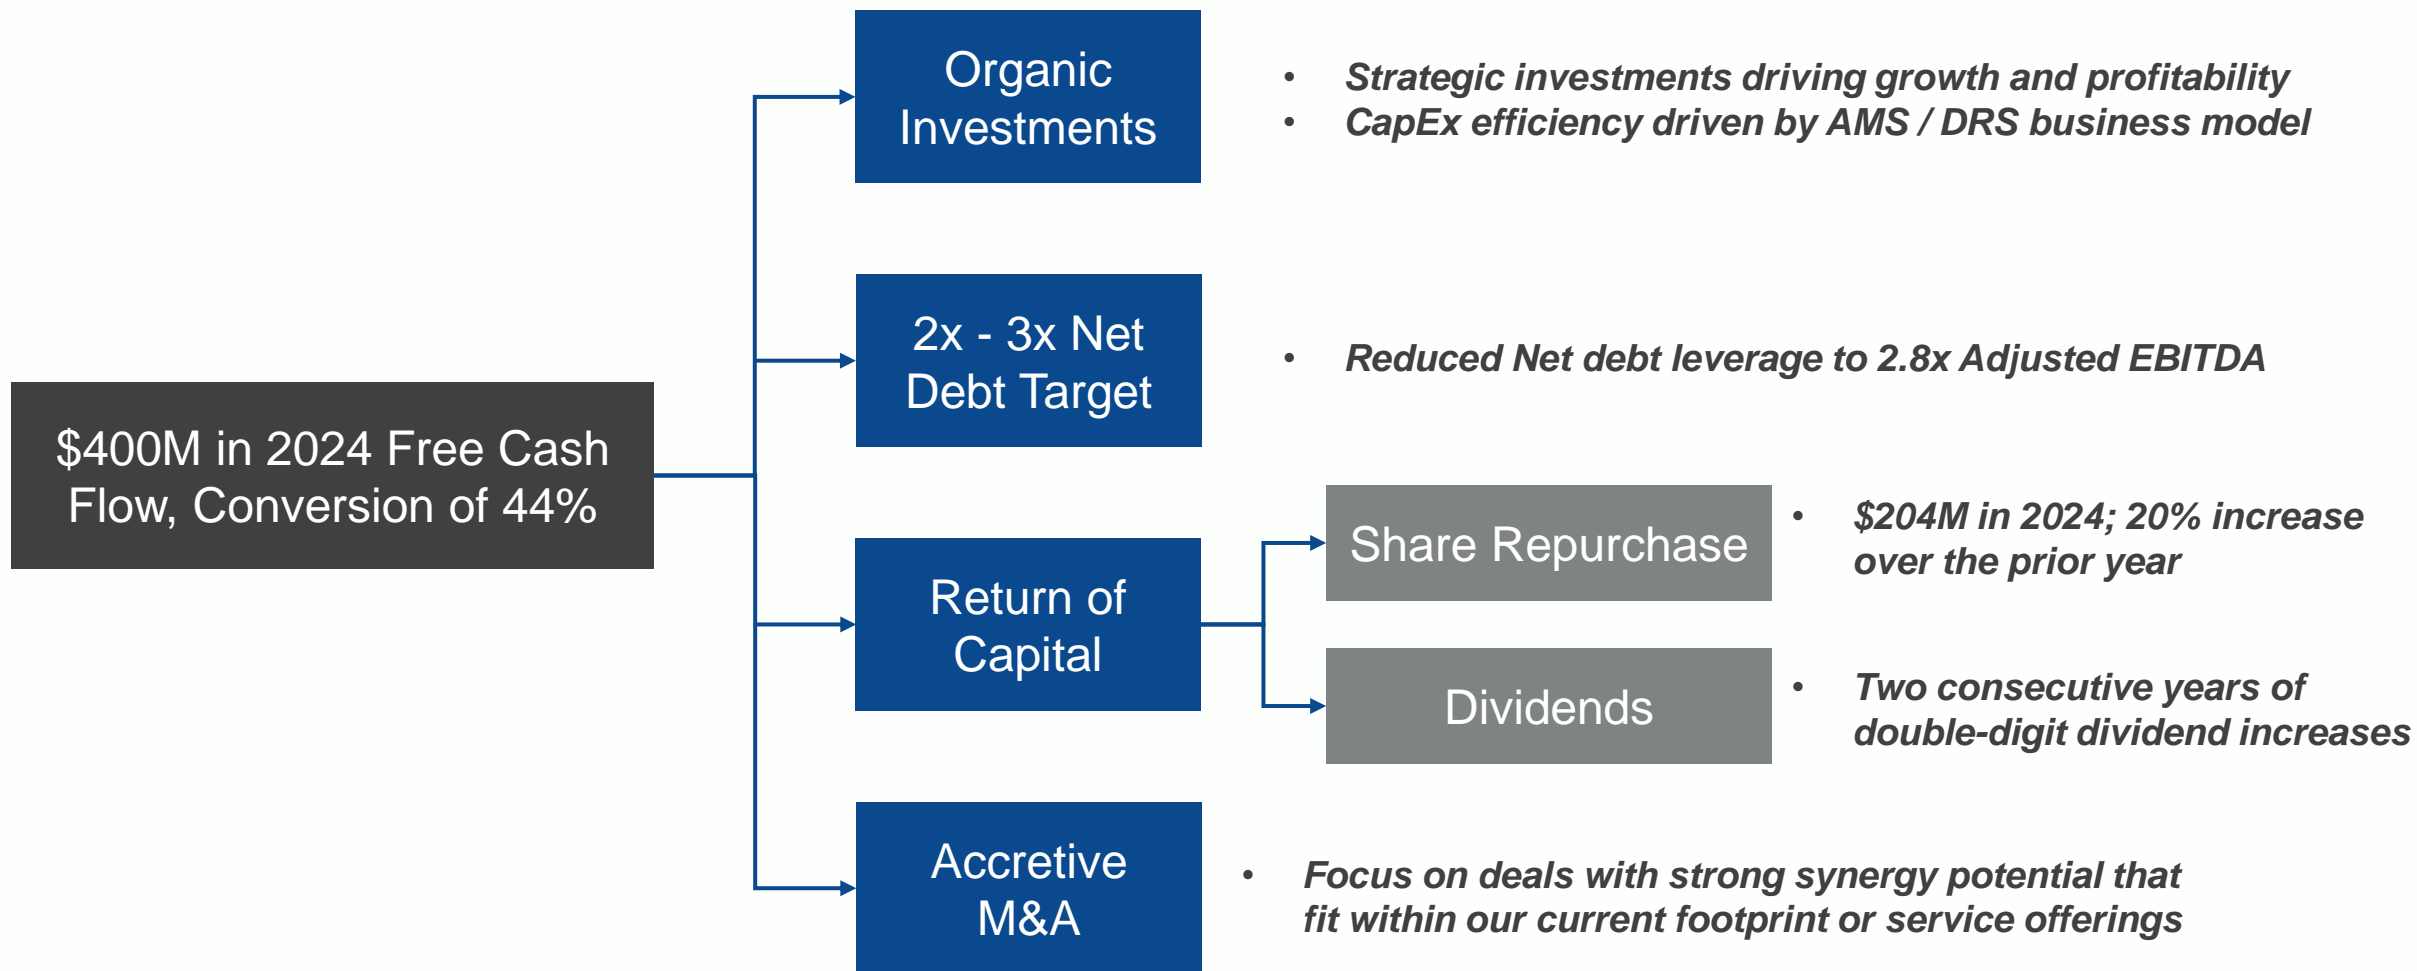 $400M in 2024 Free Cash
Flow, Conversion of 44%
Organic
Investments
• Strategic investments driving growth and profitability
• CapEx efficiency driven by AMS / DRS business model
2x - 3x Net
Debt Target
• Reduced Net debt leverage to 2.8x Adjusted EBITDA
Return of
Capital
Share Repurchase
• $204M in 2024; 20% increase
over the prior year
Dividends
• Two consecutive years of
double-digit dividend increases
Accretive
M&A
• Focus on deals with strong synergy potential that
fit within our current footprint or service offerings